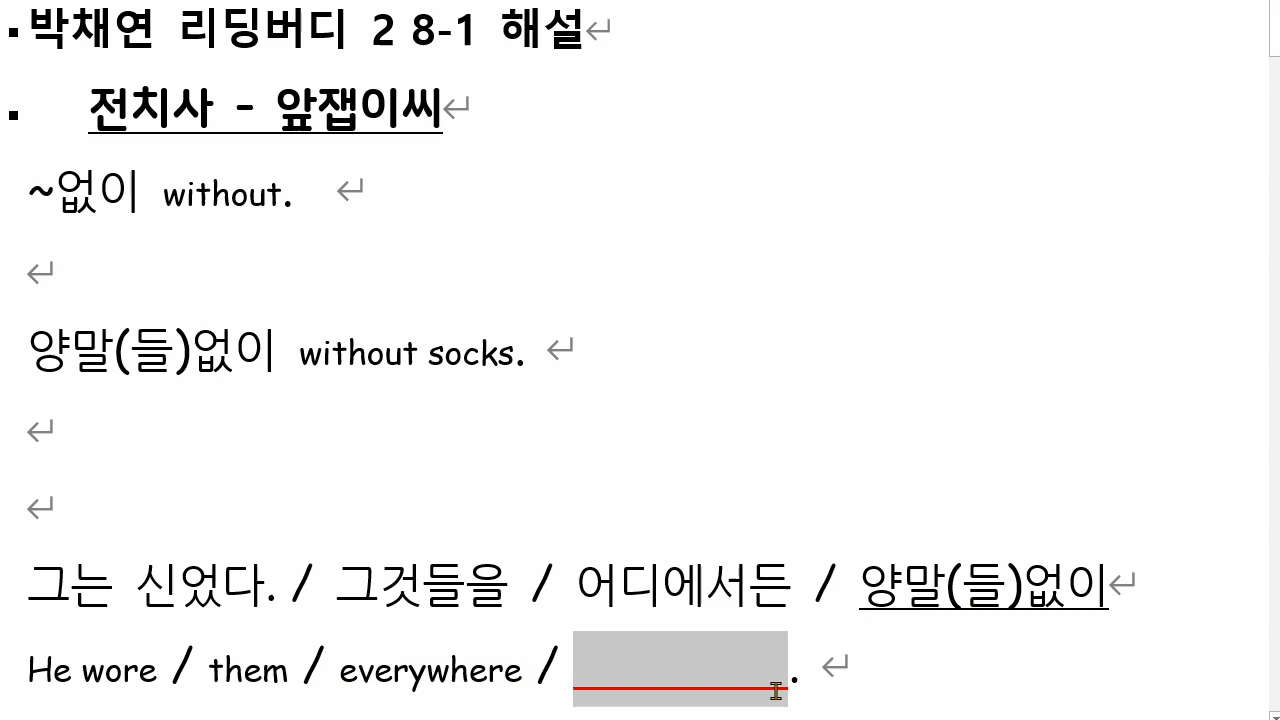 박채연 리딩버디 2 8-1 해설
전치사 - 앞잽이씨
~없이 without.
양말(들)없이 without socks.
그는 신었다. / 그것들을 / 어디에서든 / 양말(들)없이
He wore / them / everywhere / .